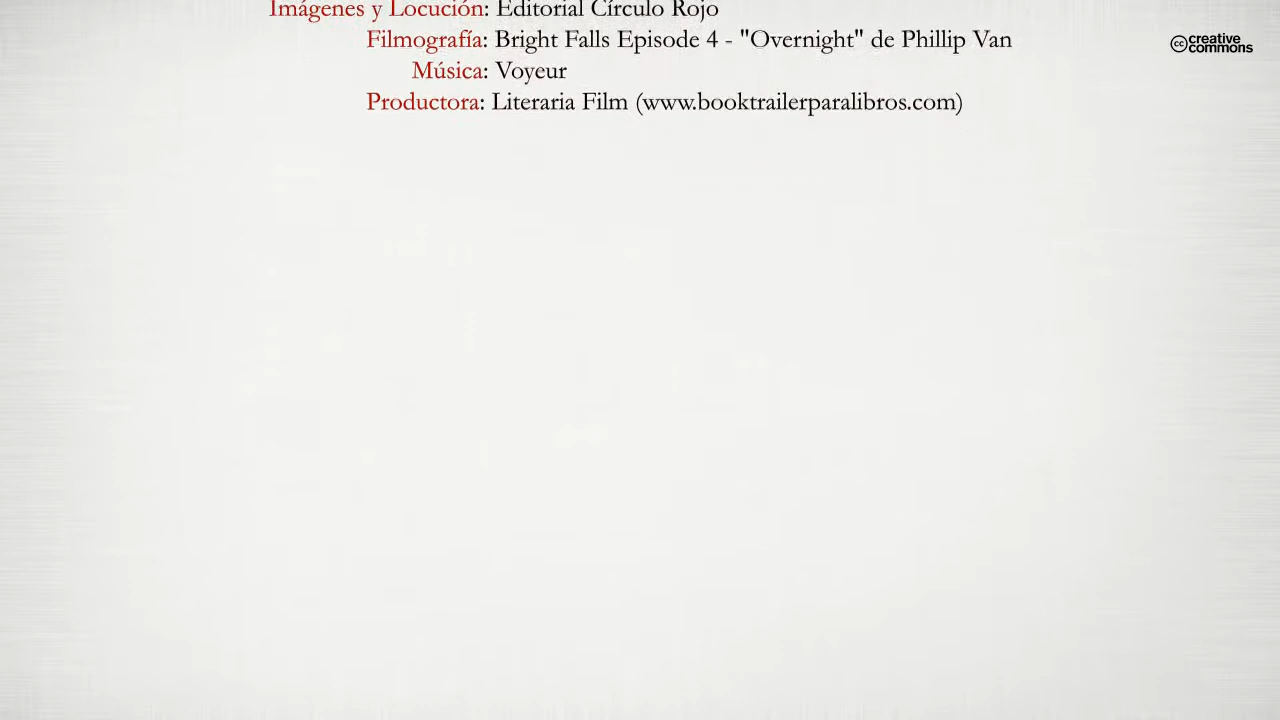 Imágenes y Locución: Editorial Círculo Rojo
Filmografía: Bright Falls Episode 4 - "Overnight" de Phillip Van
Música: Voyeur
Productora: Literaria Film (www.booktrailerparalibros.com)
cc creative
commons